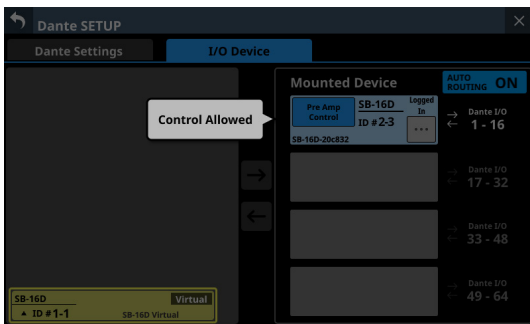 Dante SETUP
Dante Settings
I/O Device
Mounted Device
AUTO
ROUTING ON
Control Allowed
Pre Amp
Control
SB-16D
ID #2-3
Logged
In
...
SB-16D-20c832
Dante I/O
1 - 16
Dante I/O
17 - 32
Dante I/O
33 - 48
Dante I/O
49 - 64
SB-16D
Virtual
ID #1-1
SB-16D Virtual